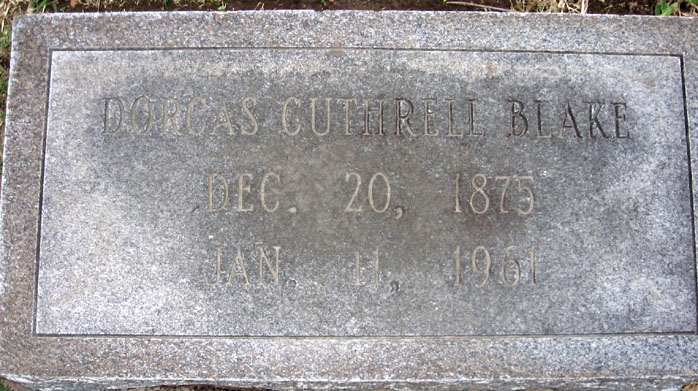 DORCAS CUTHRELL BLAKE
DEC. 20, 1875
JAN. 11, 1961